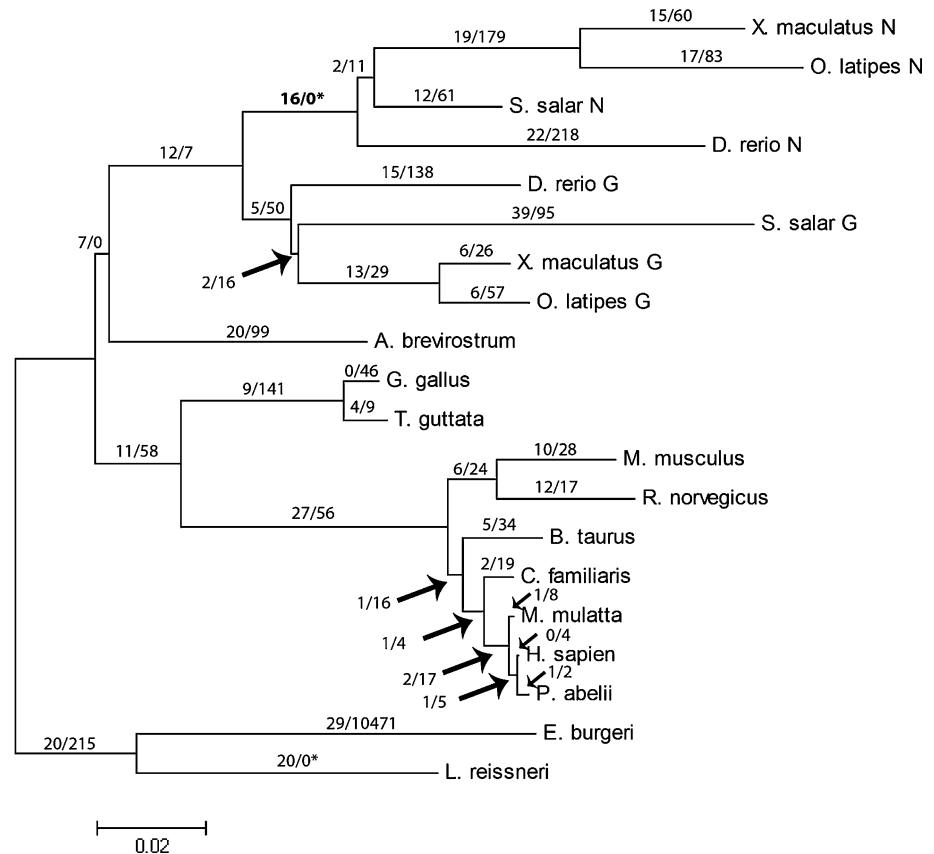 15/60
X. maculatus N
19/179
17/83
O. latipes N
2/11
12/61
S. salar N
16/0*
22/218
D. rerio N
12/7
15/138
D. rerio G
5/50
39/95
S. salar G
7/0
6/26
X. maculatus G
2/16
13/29
6/57
O. latipes G
20/99
A. brevirostrum
0/46
G. gallus
9/141
4/9
T. guttata
11/58
10/28
M. musculus
6/24
12/17
R. norvegicus
27/56
5/34
B. taurus
2/19
C. familiaris
1/16
1/8
M. mulatta
1/4
0/4
H. sapien
2/17
1/2
P. abelii
1/5
29/10471
E. burgeri
20/215
20/0*
L. reissneri
0.02